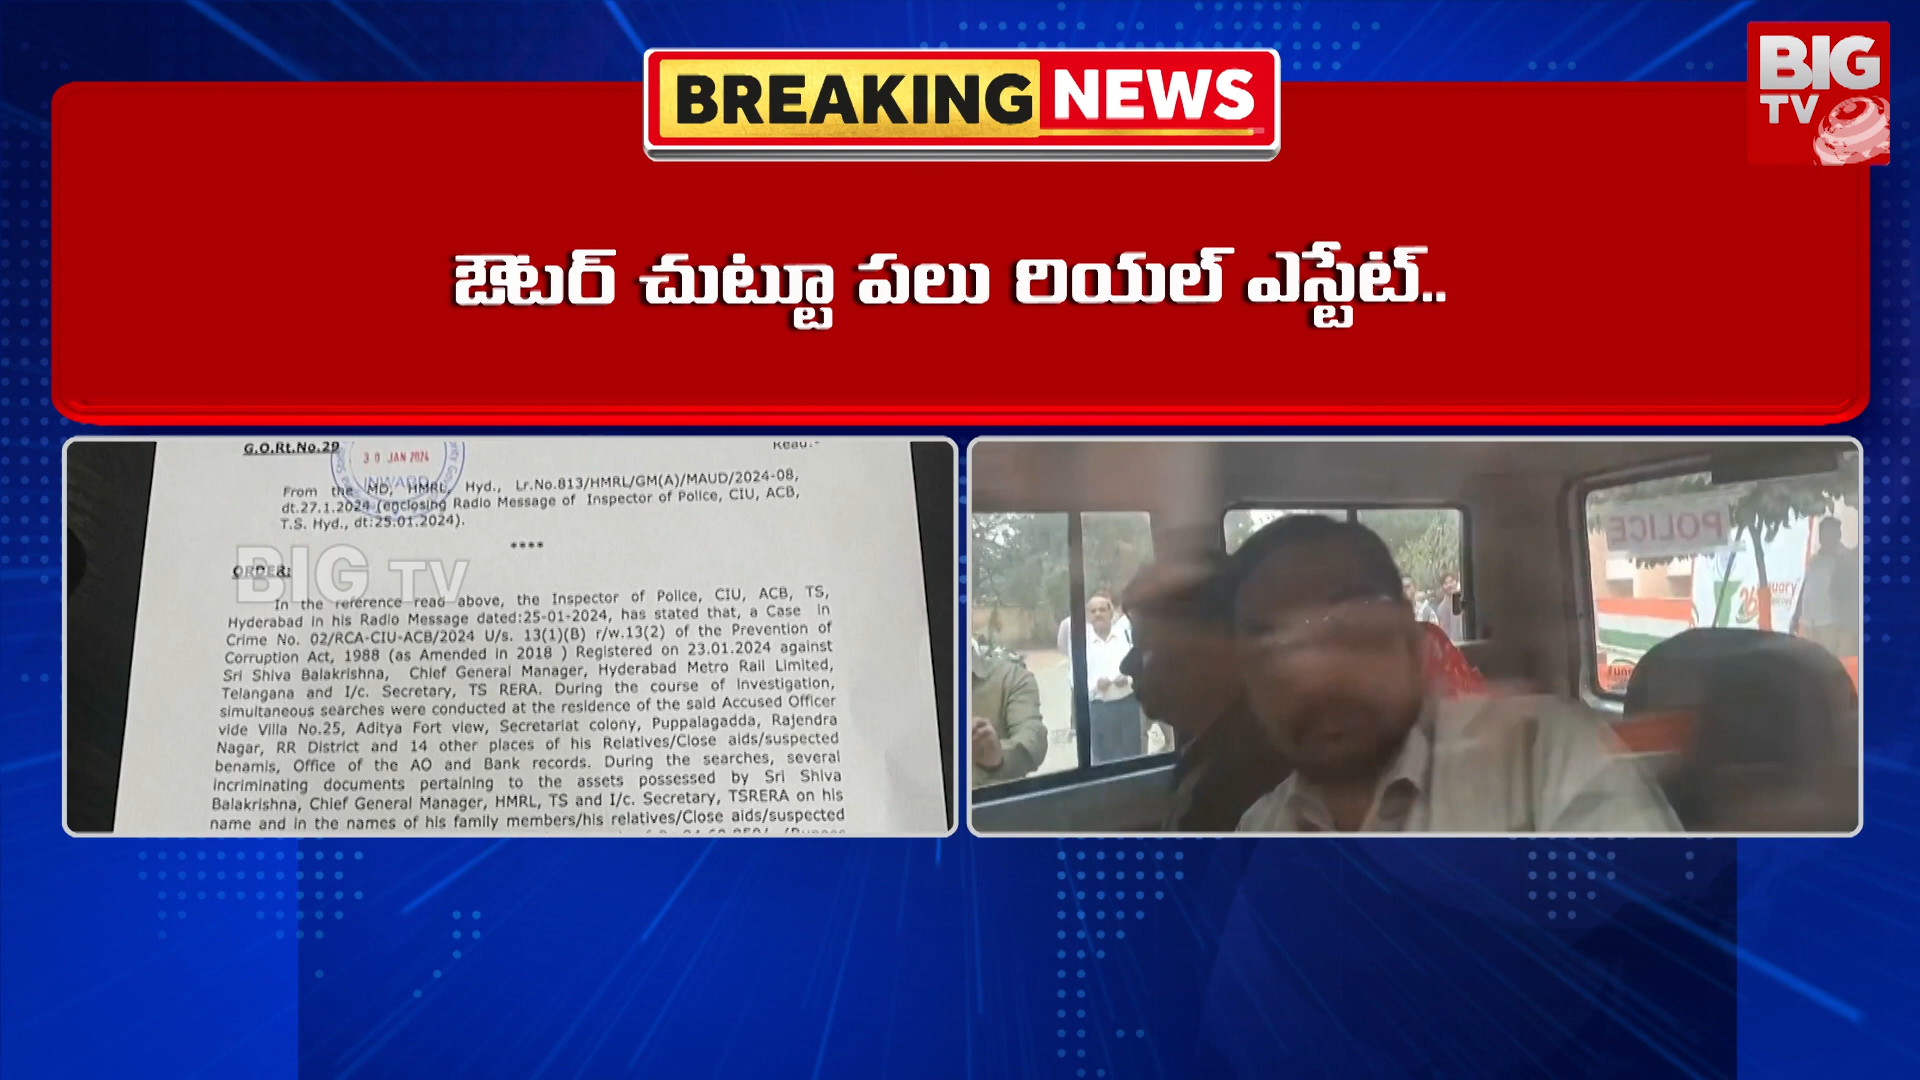 BREAKING NEWS
BIG
TV
ఔటర్ చుట్టూ పలు రియల్ ఎస్టేట్..
G.O.Rt.No.29
Read:-
30 JAN 2024
INWARD
From the MD, HMRL, Hyd., Lr.No.813/HMRL/GM(A)/MAUD/2024-08,
dt.27.1.2024 (enclosing Radio Message of Inspector of Police, CIU, ACB,
T.S. Hyd., dt:25.01.2024).
****
BIG TV
ORDER:
In the reference read above, the Inspector of Police, CIU, ACB, TS,
Hyderabad in his Radio Message dated:25-01-2024, has stated that, a Case in
Crime No. 02/RCA-CIU-ACB/2024 U/s. 13(1)(B) r/w.13(2) of the Prevention of
Corruption Act, 1988 (as Amended in 2018 ) Registered on 23.01.2024 against
Sri Shiva Balakrishna, Chief General Manager, Hyderabad Metro Rail Limited,
Telangana and I/c. Secretary, TS RERA. During the course of Investigation,
simultaneous searches were conducted at the residence of the said Accused Officer
vide Villa No.25, Aditya Fort view, Secretariat colony, Puppalagadda, Rajendra
Nagar, RR District and 14 other places of his Relatives/Close aids/suspected
benamis, Office of the AO and Bank records. During the searches, several
incriminating documents pertaining to the assets possessed by Sri Shiva
Balakrishna, Chief General Manager, HMRL, TS and I/c. Secretary, TSRERA on his
name and in the names of his family members/his relatives/Close aids/suspected
POLICE
26